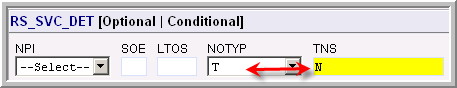 RS_SVC_DET [Optional | Conditional]
NPI SOE LTOS NOTYP TNS
--Select-- T N